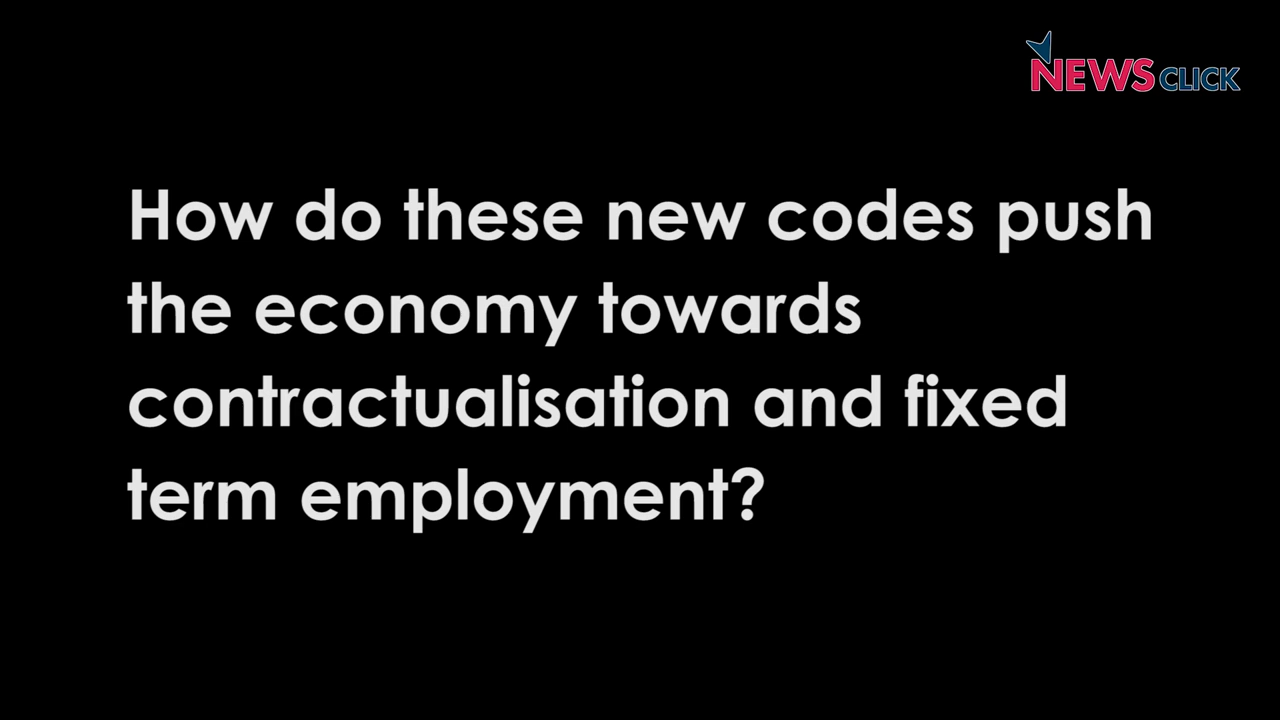 NEWSCLICK
How do these new codes push
the economy towards
contractualisation and fixed
term employment?